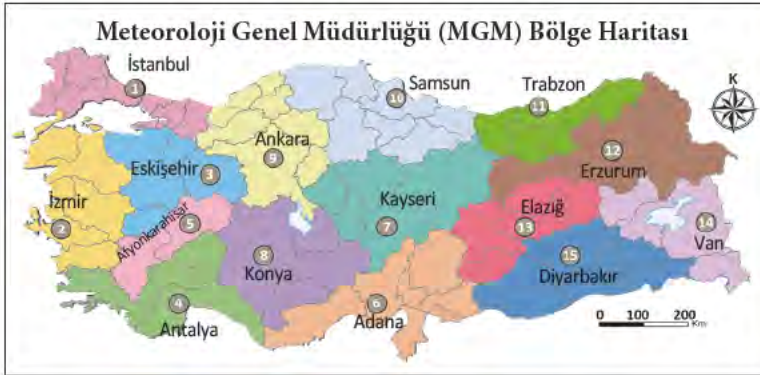 Meteoroloji Genel Müdürlüğü (MGM) Bölge Haritası
İstanbul
1
Samsun
10
Trabzon
11
K
Ankara
9
Eskişehir
3
12
Erzurum
İzmir
2
Afyonkarahisar
5
Kayseri
7
Elazığ
13
14
Van
8
Konya
15
Diyarbakır
4
Antalya
6
Adana
0 100 200
Km